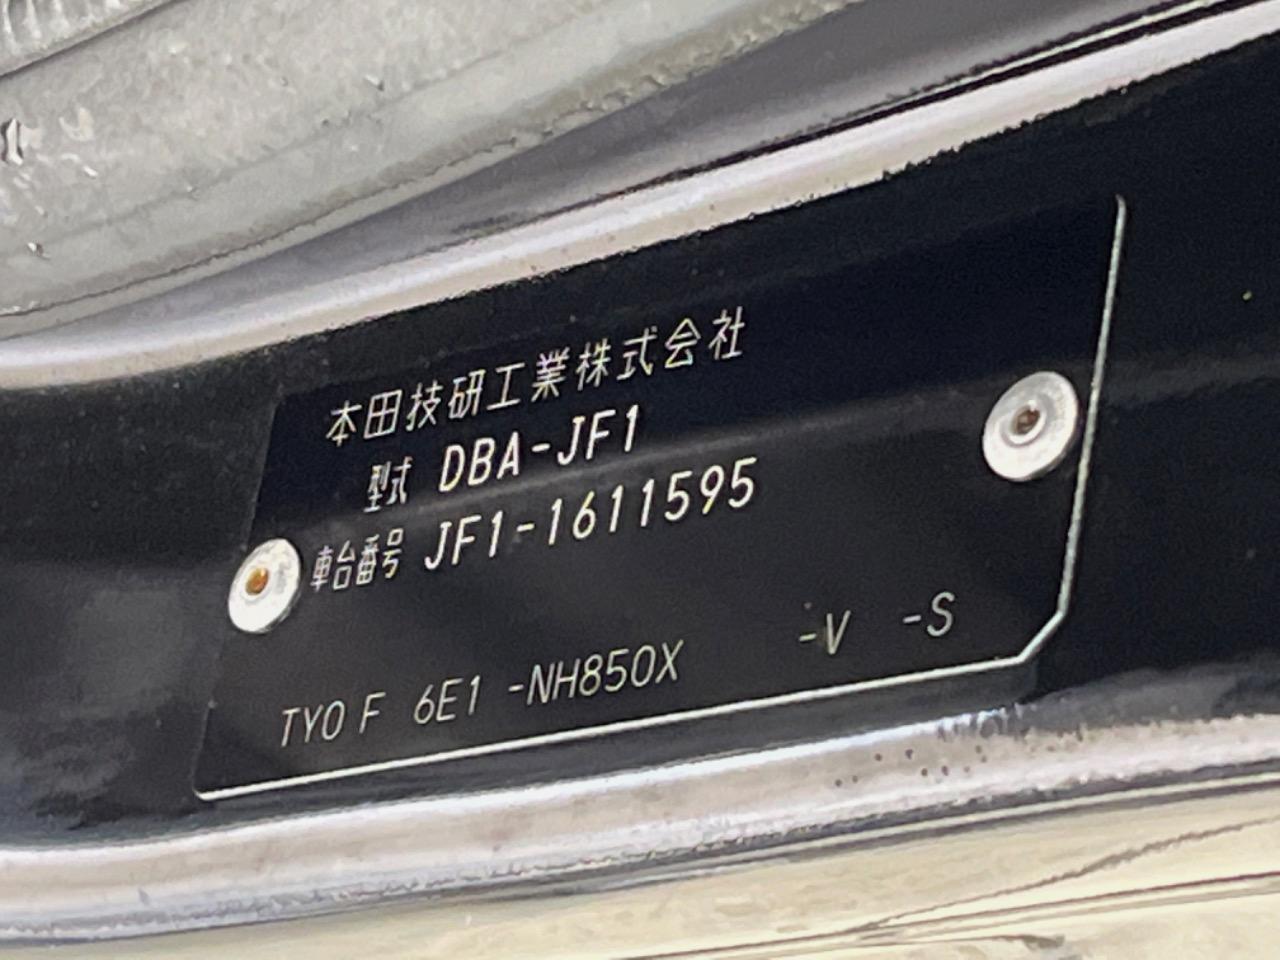 本田技研工業株式会社
型式 DBA-JF1
車台番号 JF1-1611595
TYO F 6E1 -NH850X -V -S